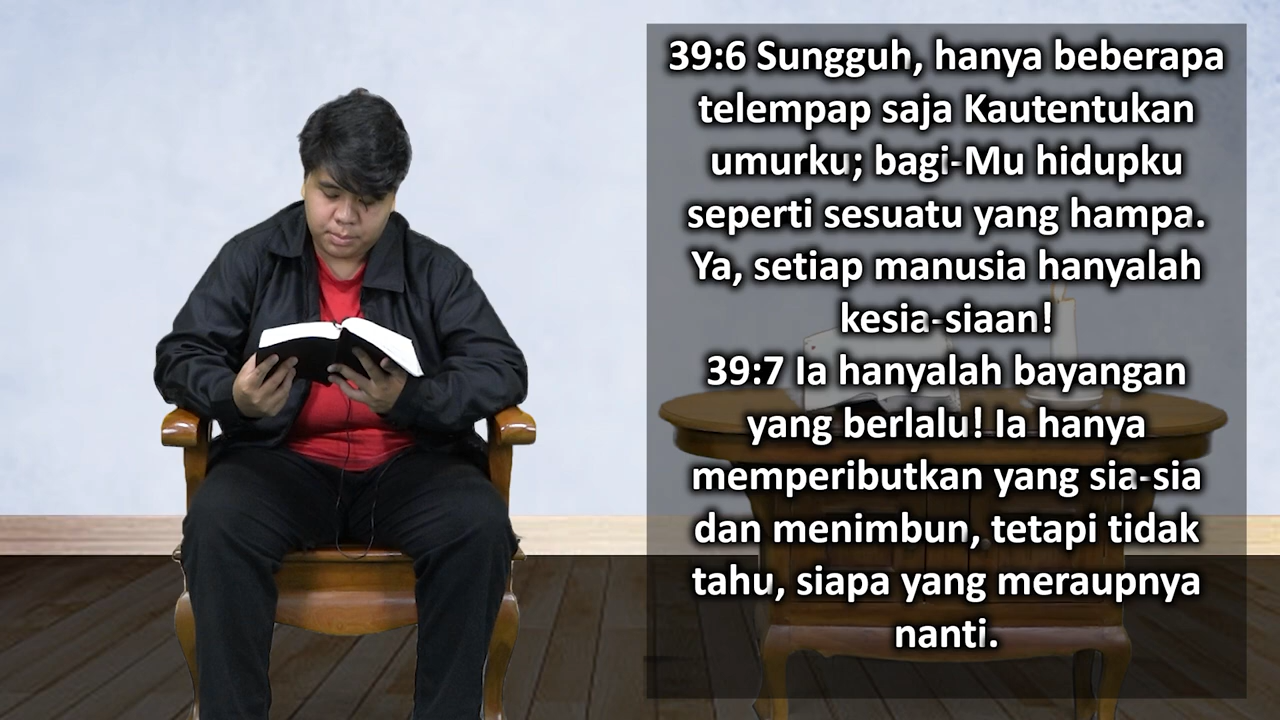 39:6 Sungguh, hanya beberapa
telempap saja Kautentukan
umurku; bagi-Mu hidupku
seperti sesuatu yang hampa.
Ya, setiap manusia hanyalah
kesia-siaan!
39:7 Ia hanyalah bayangan
yang berlalu! Ia hanya
mempeributkan yang sia-sia
dan menimbun, tetapi tidak
tahu, siapa yang meraupnya
nanti.